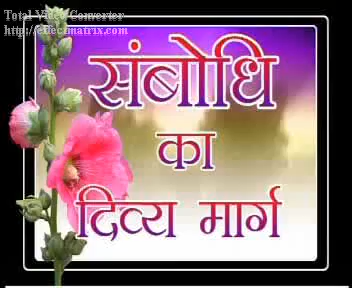 Total Video Converter
http://effectmatrix.com
संबोधि
का
दिव्य मार्ग